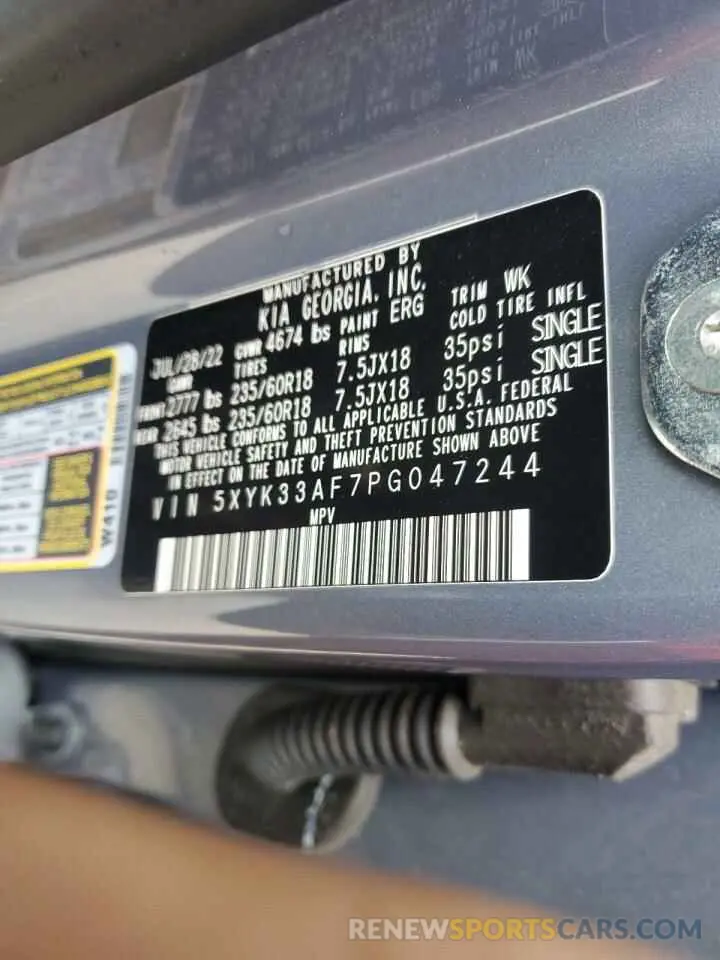 MANUFACTURED BY
KIA GEORGIA, INC.
JUL/28/22 GVWR 4674 lbs PAINT ERG TRIM WK
GAWR TIRES RIMS COLD TIRE INFL
FRONT 2777 lbs 235/60R18 7.5JX18 35psi SINGLE
REAR 2645 lbs 235/60R18 7.5JX18 35psi SINGLE
THIS VEHICLE CONFORMS TO ALL APPLICABLE U.S.A. FEDERAL
MOTOR VEHICLE SAFETY AND THEFT PREVENTION STANDARDS
IN EFFECT ON THE DATE OF MANUFACTURE SHOWN ABOVE
VIN 5XYK33AF7PG047244
MPV
W410
RENEWSPORTSCARS.COM